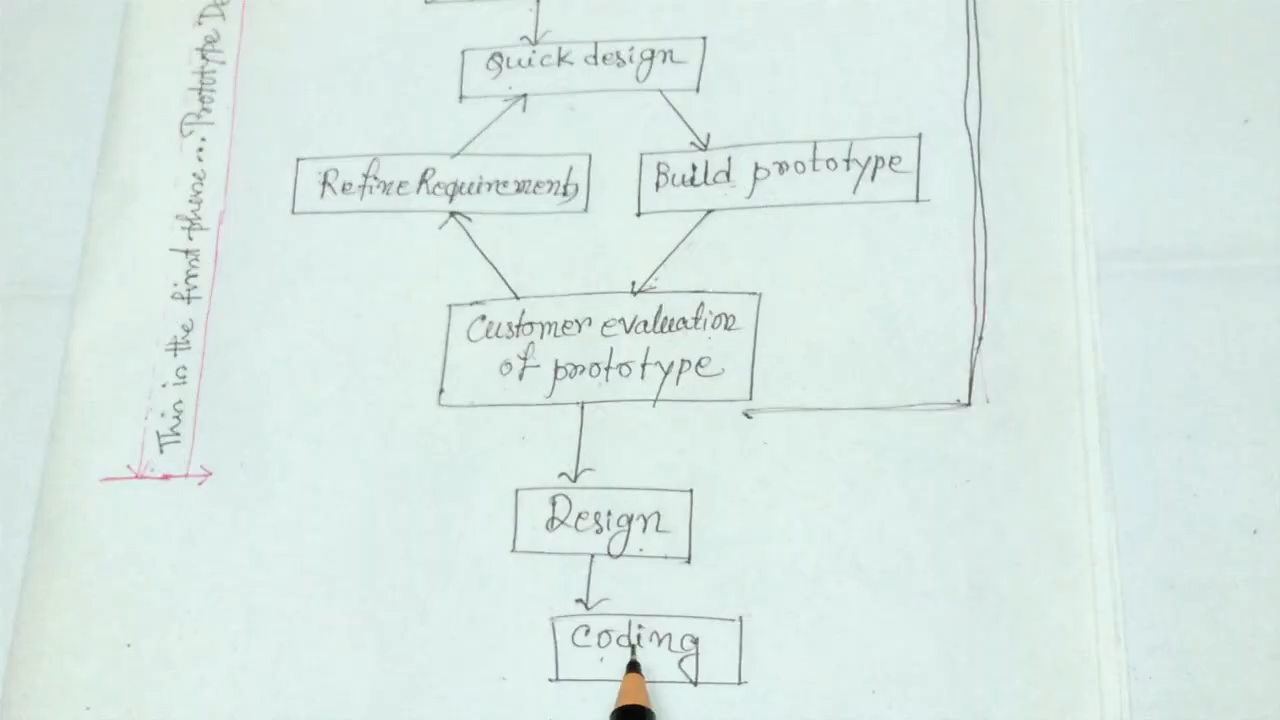 Quick design
Refine Requirements
Build prototype
Customer evaluation
of prototype
Design
Coding
This is the first phase Prototype